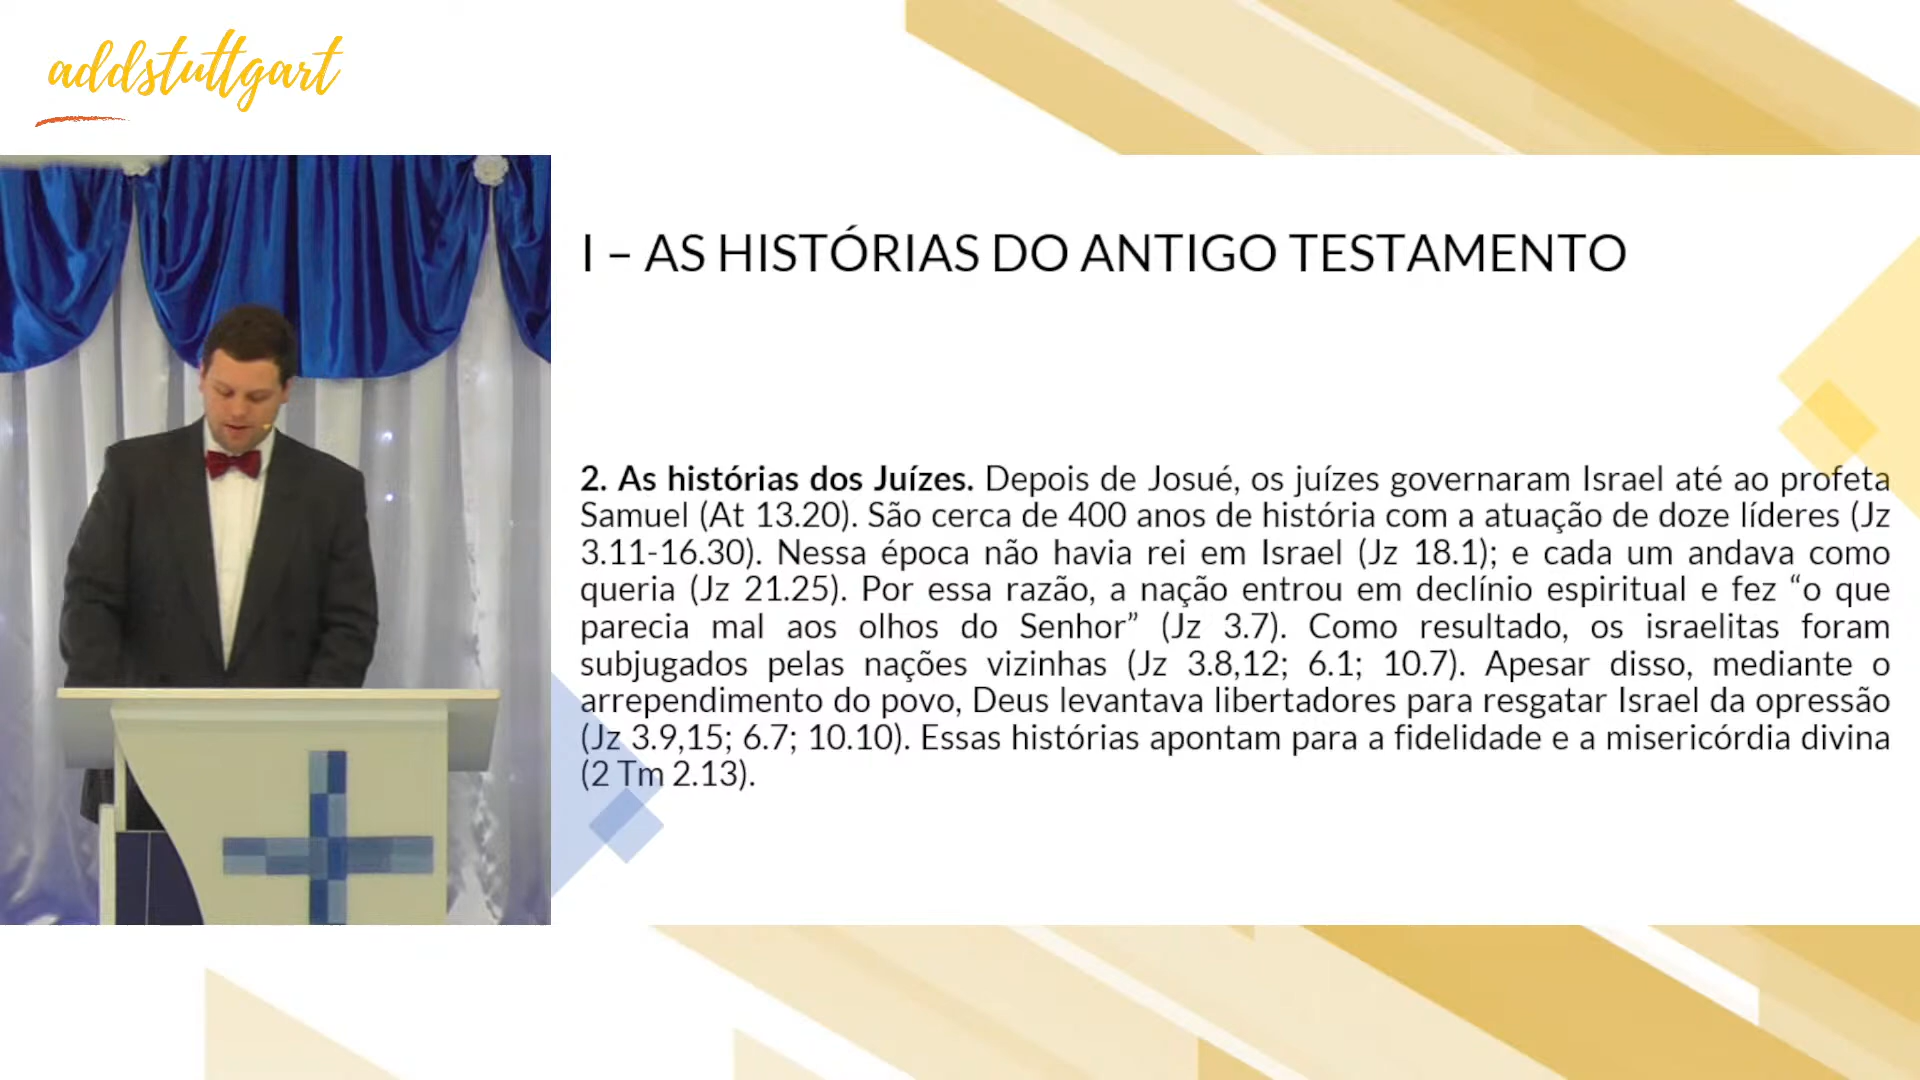 addstuttgart
I – AS HISTÓRIAS DO ANTIGO TESTAMENTO
2. As histórias dos Juízes. Depois de Josué, os juízes governaram Israel até ao profeta
Samuel (At 13.20). São cerca de 400 anos de história com a atuação de doze líderes (Jz
3.11-16.30). Nessa época não havia rei em Israel (Jz 18.1); e cada um andava como
queria (Jz 21.25). Por essa razão, a nação entrou em declínio espiritual e fez “o que
parecia mal aos olhos do Senhor” (Jz 3.7). Como resultado, os israelitas foram
subjugados pelas nações vizinhas (Jz 3.8,12; 6.1; 10.7). Apesar disso, mediante o
arrependimento do povo, Deus levantava libertadores para resgatar Israel da opressão
(Jz 3.9,15; 6.7; 10.10). Essas histórias apontam para a fidelidade e a misericórdia divina
(2 Tm 2.13).